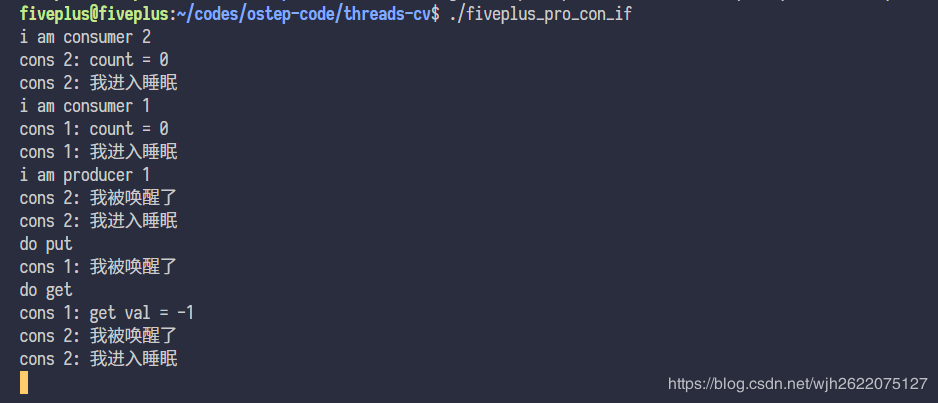 fiveplus@fiveplus:~/codes/ostep-code/threads-cv$ ./fiveplus_pro_con_if
i am consumer 2
cons 2: count = 0
cons 2: 我进入睡眠
i am consumer 1
cons 1: count = 0
cons 1: 我进入睡眠
i am producer 1
cons 2: 我被唤醒了
cons 2: 我进入睡眠
do put
cons 1: 我被唤醒了
do get
cons 1: get val = -1
cons 2: 我被唤醒了
cons 2: 我进入睡眠
https://blog.csdn.net/wjh2622075127